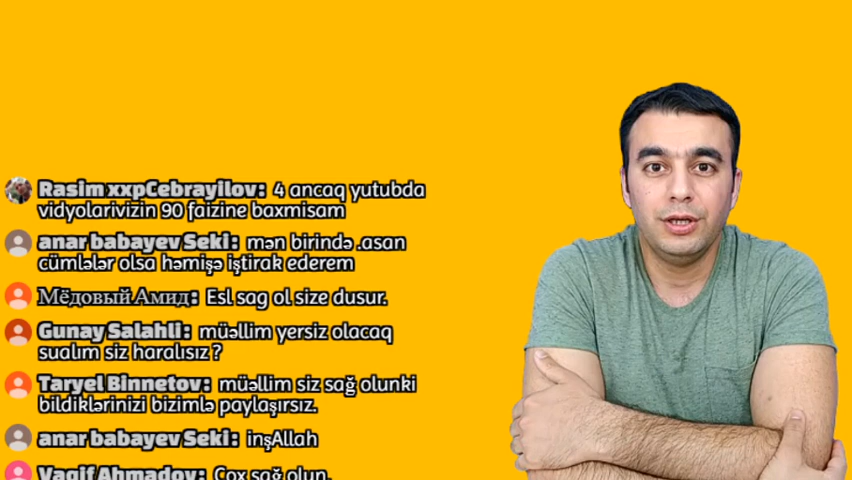 Rasim xxpCebrayilov: 4 ancaq yutubda
vidyolarivizin 90 faizine baxmisam
anar babayev Seki: mən birində .asan
cümlələr olsa həmişə iştirak ederem
Мёдовый Амид: Esl sag ol size dusur.
Gunay Salahli: müəllim yersiz olacaq
sualım siz haralısız ?
Taryel Binnetov: müəllim siz sağ olunki
bildiklərinizi bizimlə paylaşırsız.
anar babayev Seki: inşAllah
Vagif Ahmadov: Çox sağ olun.